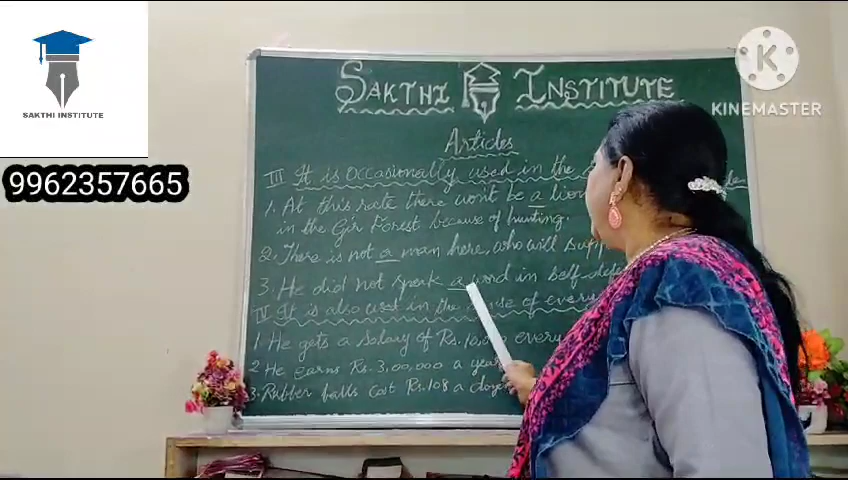 SAKTHI INSTITUTE
KINEMASTER
9962357665
SAKTHI INSTITUTE
Articles
III It is occasionally used in the
1. At this rate there won't be a lion
in the Gir Forest because of hunting.
2. There is not a man here, who will
3. He did not speak a word in self-
IV It is also used in the of every
1 He gets a salary of Rs. every
2 He earns Rs. 3,00,000 a year
3. Rubber balls cost Rs. 108 a dozen